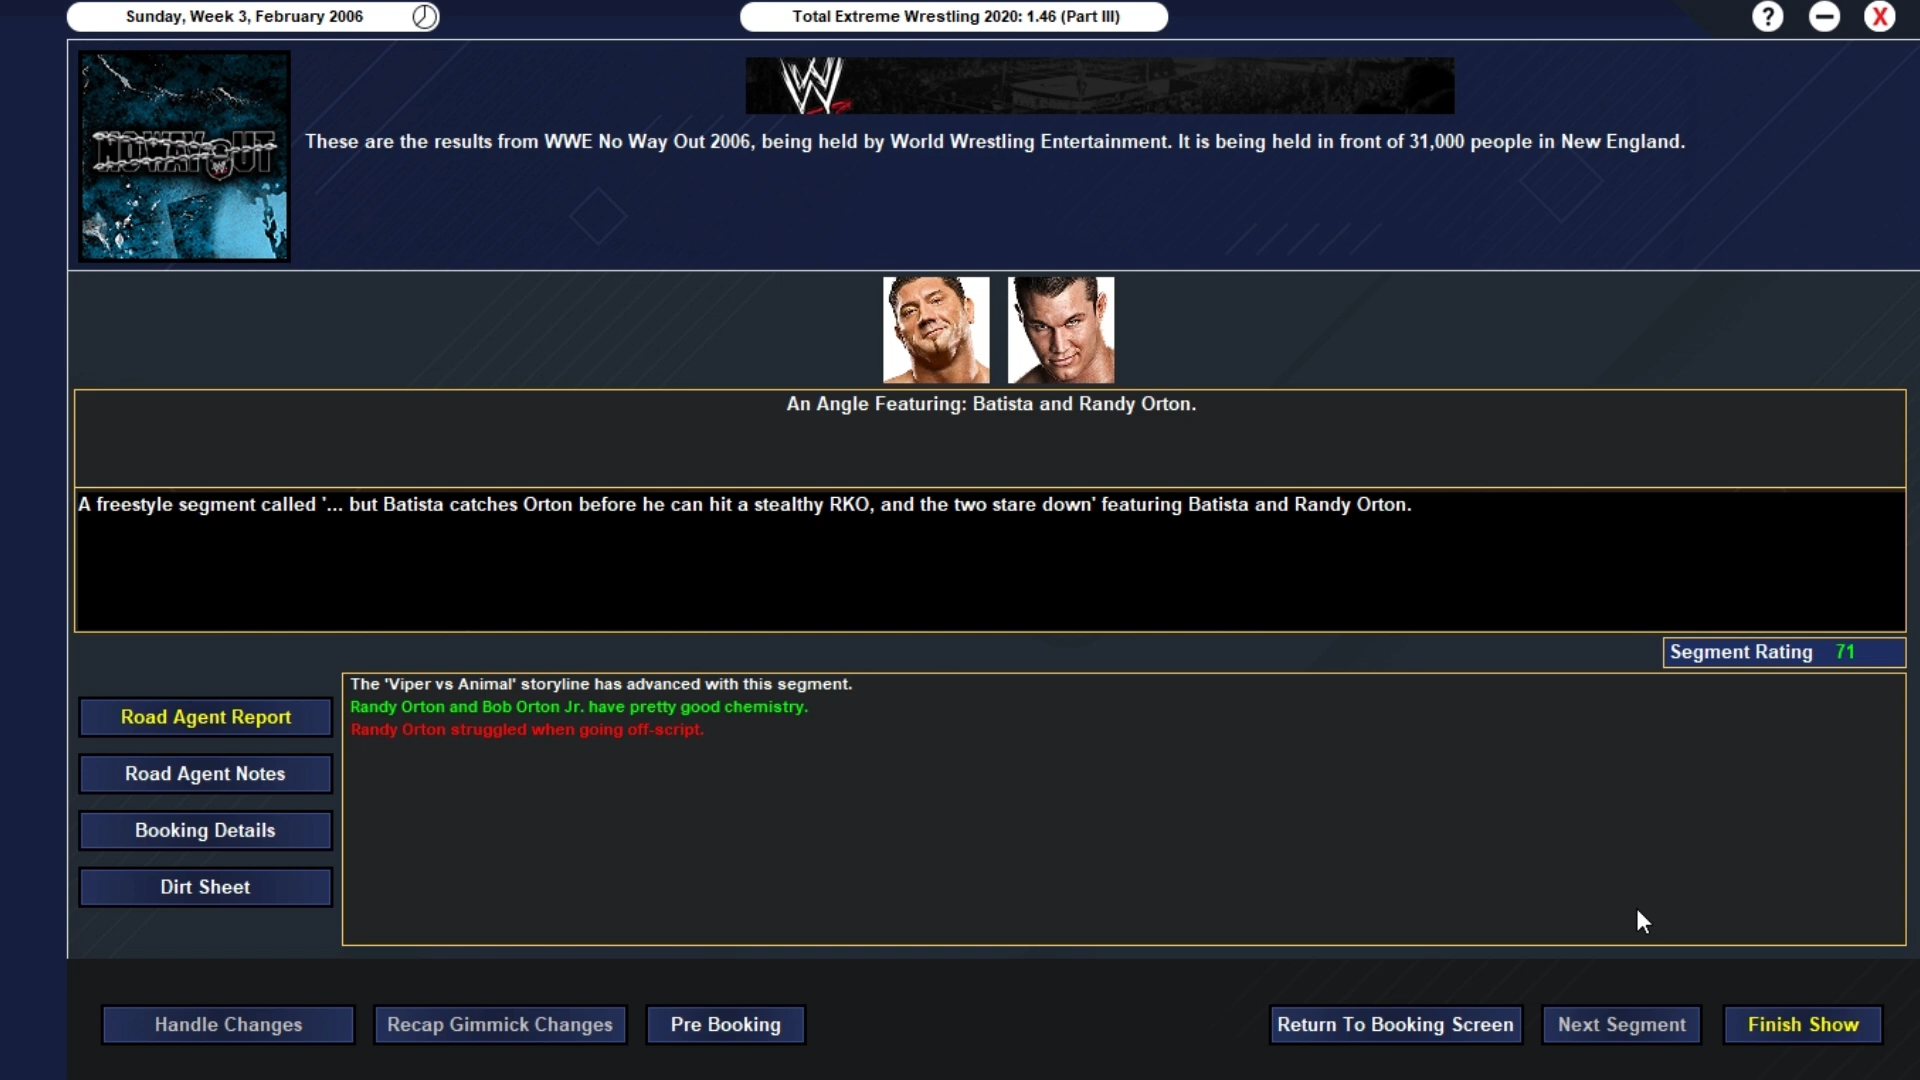 Sunday, Week 3, February 2006
Total Extreme Wrestling 2020: 1.46 (Part III)
?
X
NO WAY OUT
W
These are the results from WWE No Way Out 2006, being held by World Wrestling Entertainment. It is being held in front of 31,000 people in New England.
An Angle Featuring: Batista and Randy Orton.
A freestyle segment called '... but Batista catches Orton before he can hit a stealthy RKO, and the two stare down' featuring Batista and Randy Orton.
Segment Rating 71
The 'Viper vs Animal' storyline has advanced with this segment.
Randy Orton and Bob Orton Jr. have pretty good chemistry.
Randy Orton struggled when going off-script.
Road Agent Report
Road Agent Notes
Booking Details
Dirt Sheet
Handle Changes
Recap Gimmick Changes
Pre Booking
Return To Booking Screen
Next Segment
Finish Show